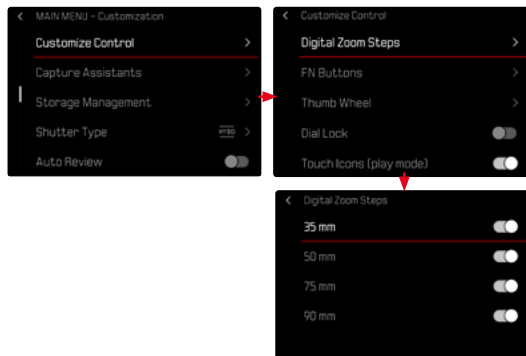 MAIN MENU - Customization
Customize Control
Capture Assistants
Storage Management
Shutter Type
Auto Review
Customize Control
Digital Zoom Steps
FN Buttons
Thumb Wheel
Dial Lock
Touch Icons (play mode)
Digital Zoom Steps
35 mm
50 mm
75 mm
90 mm